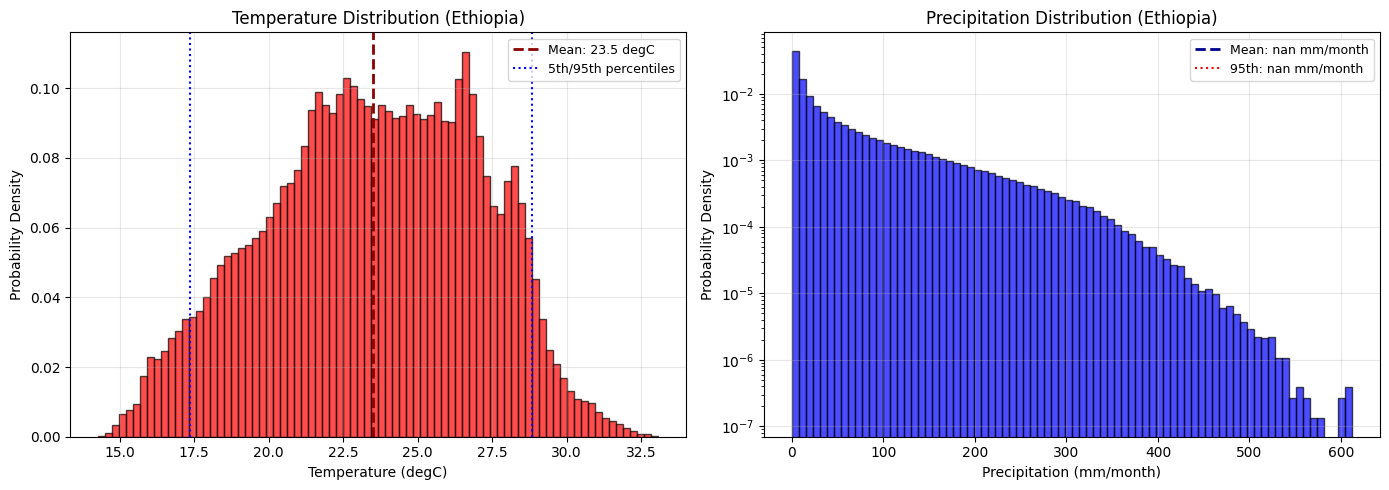 Temperature Distribution (Ethiopia)
Mean: 23.5 degC
5th/95th percentiles
Probability Density
0.10
0.08
0.06
0.04
0.02
0.00
15.0 17.5 20.0 22.5 25.0 27.5 30.0 32.5
Temperature (degC)
Precipitation Distribution (Ethiopia)
Mean: nan mm/month
95th: nan mm/month
Probability Density
10⁻²
10⁻³
10⁻⁴
10⁻⁵
10⁻⁶
10⁻⁷
0 100 200 300 400 500 600
Precipitation (mm/month)